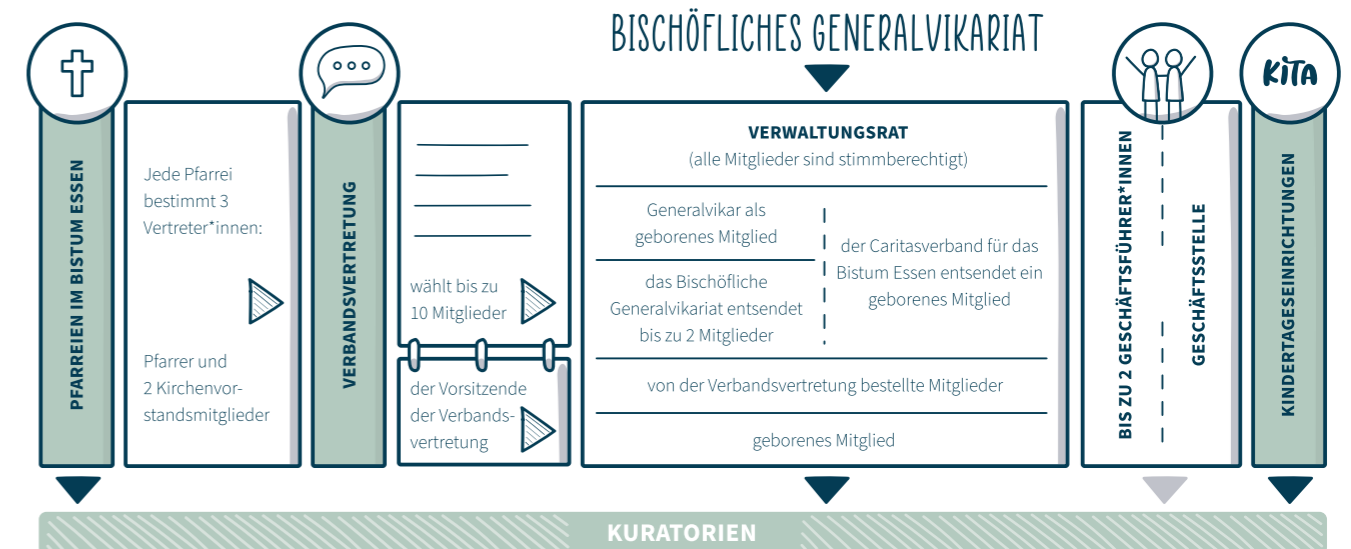 BISCHÖFLICHES GENERALVIKARIAT
PFARREIEN IM BISTUM ESSEN
Jede Pfarrei
bestimmt 3
Vertreter*innen:
Pfarrer und
2 Kirchenvor-
standsmitglieder
VERBANDSVERTRETUNG
wählt bis zu
10 Mitglieder
der Vorsitzende
der Verbands-
vertretung
VERWALTUNGSRAT
(alle Mitglieder sind stimmberechtigt)
Generalvikar als
geborenes Mitglied
das Bischöfliche
Generalvikariat entsendet
bis zu 2 Mitglieder
der Caritasverband für das
Bistum Essen entsendet ein
geborenes Mitglied
von der Verbandsvertretung bestellte Mitglieder
geborenes Mitglied
BIS ZU 2 GESCHÄFTSFÜHRER*INNEN
GESCHÄFTSSTELLE
KiTA
KINDERTAGESEINRICHTUNGEN
KURATORIEN